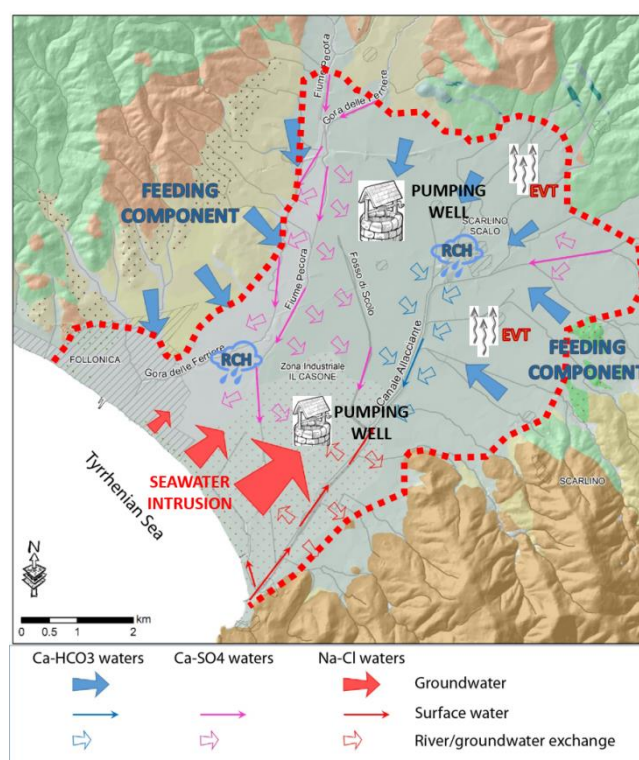 Fiume Pecora
Gora delle Ferriere
FEEDING
COMPONENT
PUMPING
WELL
EVT
SCARLINO
SCALO
RCH
Fiume Pecora
Fosso di Scolo
EVT
FOLLONICA
Gora delle Ferriere
RCH
Zona Industriale
IL CASONE
Canale Allacciante
FEEDING
COMPONENT
PUMPING
WELL
SEAWATER
INTRUSION
Tyrrhenian Sea
SCARLINO
N
0 0.5 1 2 km
Ca-HCO3 waters Ca-SO4 waters Na-Cl waters
Groundwater
Surface water
River/groundwater exchange